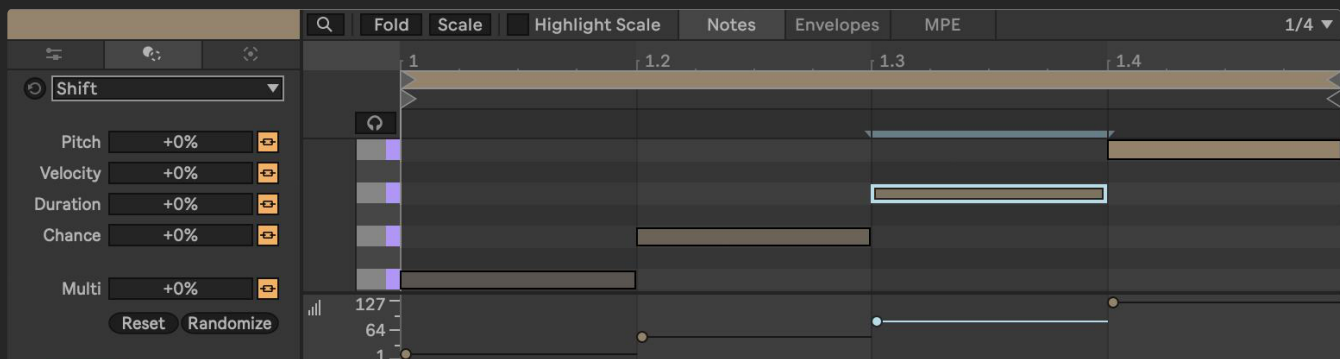 Fold Scale Highlight Scale Notes Envelopes MPE 1/4
1 1.2 1.3 1.4
Shift
Pitch +0%
Velocity +0%
Duration +0%
Chance +0%
Multi +0%
Reset Randomize
127
64
1